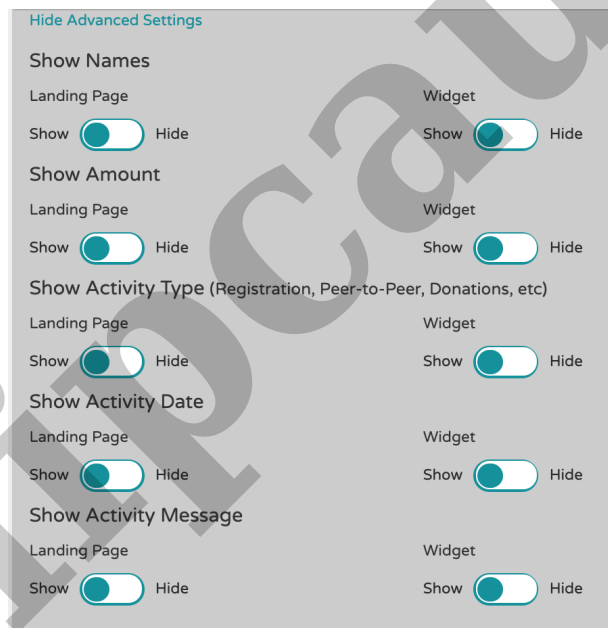 Hide Advanced Settings
Show Names
Landing Page Widget
Show Hide Show Hide
Show Amount
Landing Page Widget
Show Hide Show Hide
Show Activity Type (Registration, Peer-to-Peer, Donations, etc)
Landing Page Widget
Show Hide Show Hide
Show Activity Date
Landing Page Widget
Show Hide Show Hide
Show Activity Message
Landing Page Widget
Show Hide Show Hide